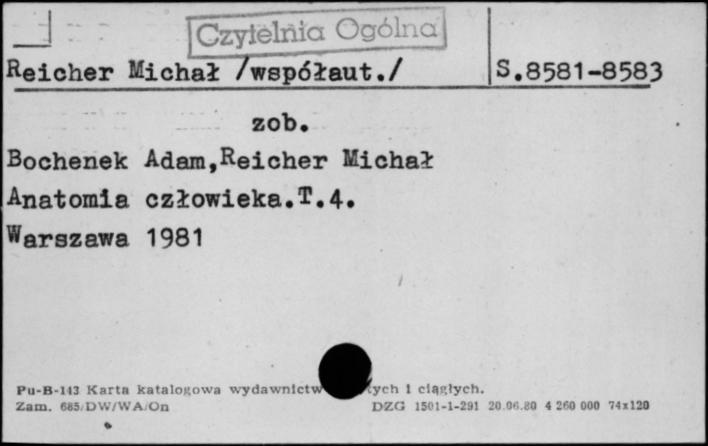 Czytelnia Ogólna
Reicher Michał /współaut./ S.8581-8583
zob.
Bochenek Adam,Reicher Michał
Anatomia człowieka.T.4.
Warszawa 1981
Pu-B-143 Karta katalogowa wydawnictw i ciągłych.
Zam. 685/DW/WA/On DZG 1501-1-291 20.06.80 4 260 000 74x120